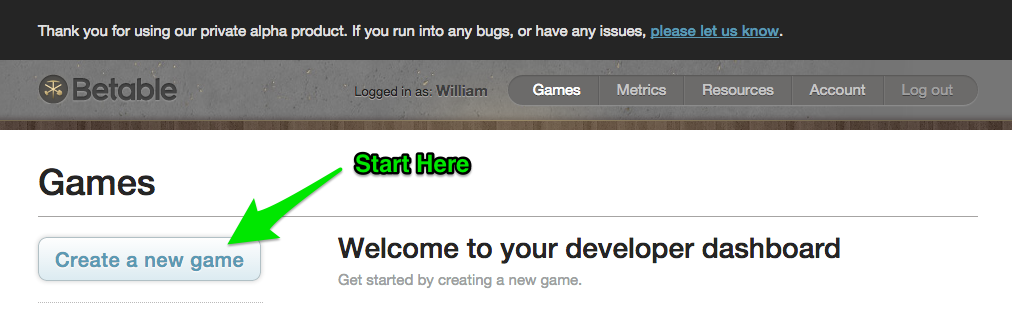 Thank you for using our private alpha product. If you run into any bugs, or have any issues, please let us know.
Betable
Logged in as: William
Games
Metrics
Resources
Account
Log out
Start Here
Games
Create a new game
Welcome to your developer dashboard
Get started by creating a new game.